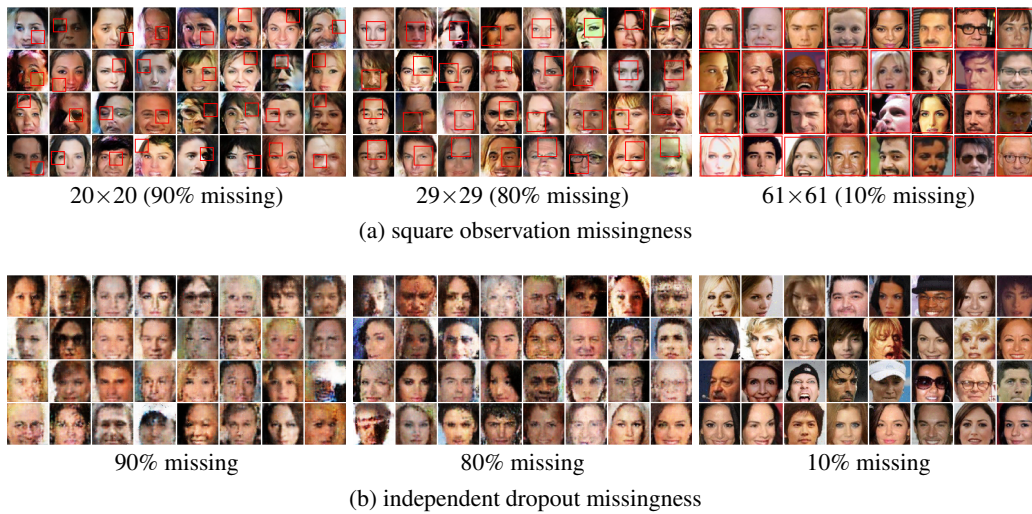 20×20 (90% missing) 29×29 (80% missing) 61×61 (10% missing)
(a) square observation missingness
90% missing 80% missing 10% missing
(b) independent dropout missingness